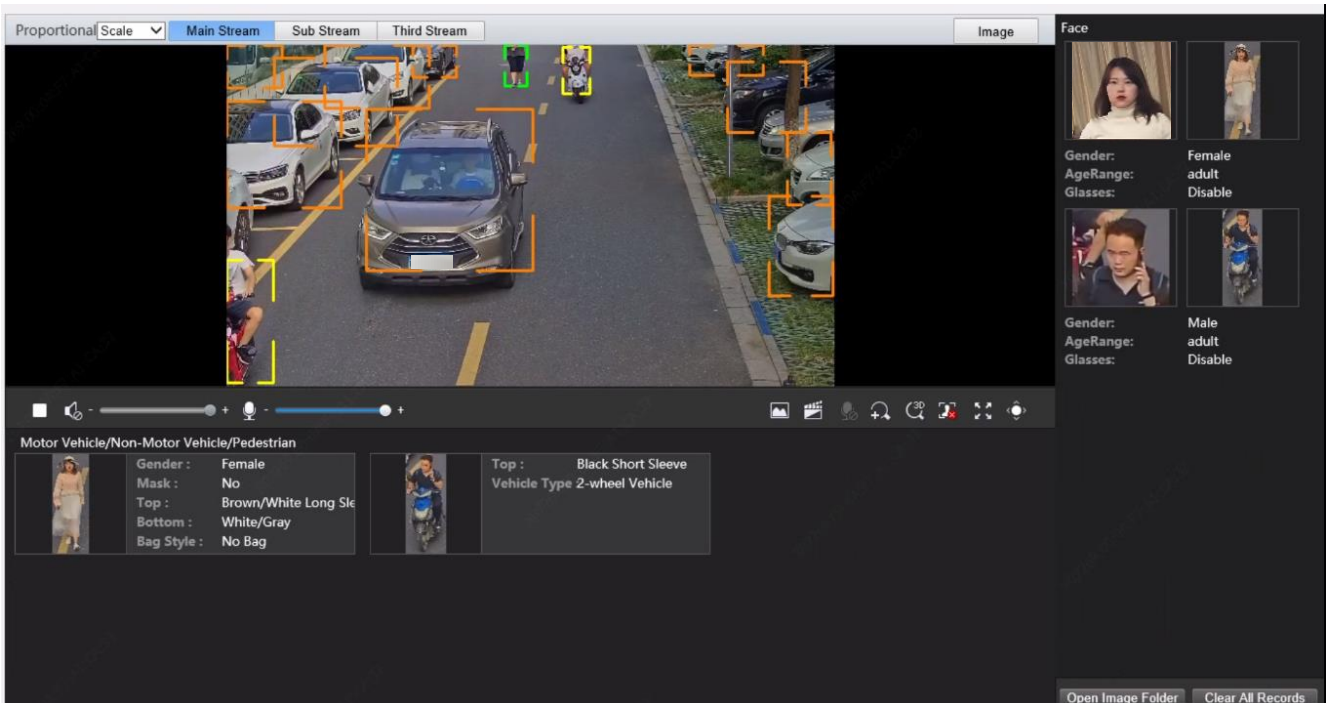 Proportional Scale Main Stream Sub Stream Third Stream Image
Face
Gender: Female
AgeRange: adult
Glasses: Disable
Gender: Male
AgeRange: adult
Glasses: Disable
- + - +
3D
Motor Vehicle/Non-Motor Vehicle/Pedestrian
Gender : Female
Mask : No
Top : Brown/White Long Sle
Bottom : White/Gray
Bag Style : No Bag
Top : Black Short Sleeve
Vehicle Type 2-wheel Vehicle
Open Image Folder Clear All Records